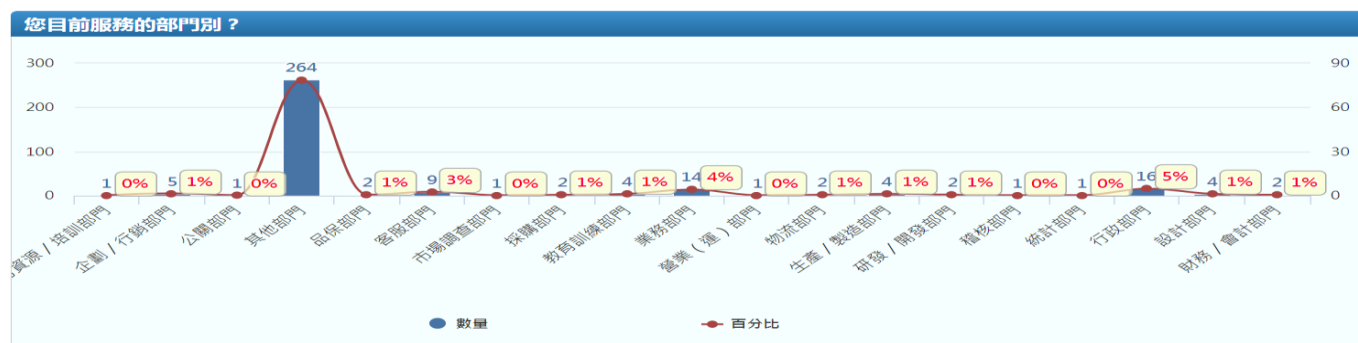 您目前服務的部門別？
300 264 90
200 60
100 30
0 1 0% 5 1% 1 0% 2 1% 9 3% 1 0% 2 1% 4 1% 14 4% 1 0% 2 1% 4 1% 2 1% 1 0% 1 0% 16 5% 4 1% 2 1% 0
資源 / 培訓部門 企劃 / 行銷部門 公關部門 其他部門 品保部門 客服部門 市場調查部門 採購部門 教育訓練部門 業務部門 營業（運）部門 物流部門 生產 / 製造部門 研發 / 開發部門 稽核部門 統計部門 行政部門 設計部門 財務 / 會計部門
數量 百分比